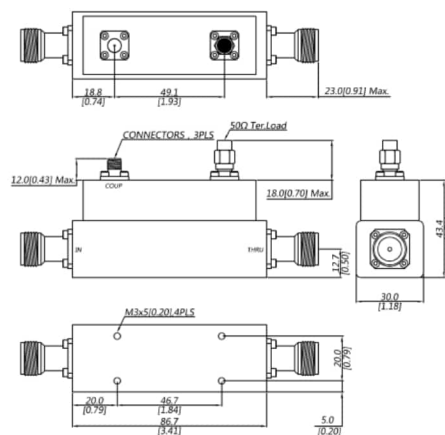 18.8
[0.74]
49.1
[1.93]
23.0[0.91] Max.
50Ω Ter.Load
CONNECTORS , 3PLS
12.0[0.43] Max.
COUP
18.0[0.70] Max.
IN
THRU
12.7
[0.50]
43.4
30.0
[1.18]
M3x5[0.20],4PLS
20.0
[0.79]
20.0
[0.79]
46.7
[1.84]
86.7
[3.41]
5.0
[0.20]